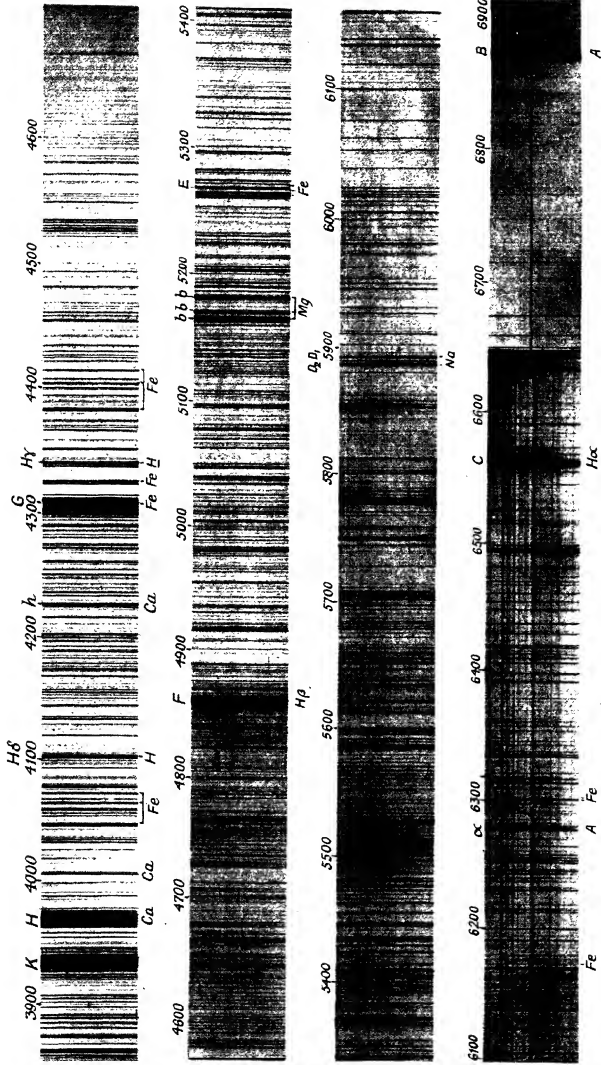 Hδ
3900 K H 4000 4100 4200 h 4300 G Hγ 4400 4500 4600
Ca Ca Fe H Ca Fe Fe H Fe
4600 4700 4800 F 4900 5000 5100 b b b 5200 E 5300 5400
Hβ Mg Fe
5400 5500 5600 5700 5800 D₂ D₁ 5900 6000 6100
Na
6100 6200 α 6300 6400 6500 C 6600 6700 6800 B 6900
Fe A Fe Hα A